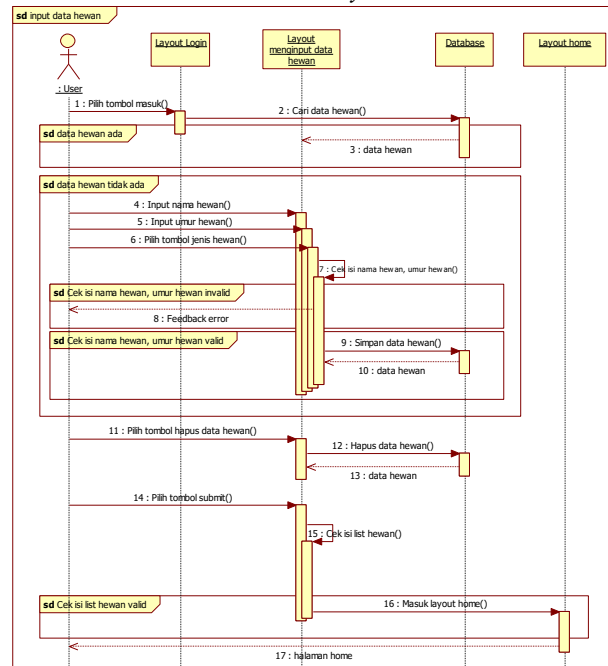 sd input data hewan
Layout Login
Layout
menginput data
hewan
Database
Layout home
: User
1 : Pilih tombol masuk()
2 : Cari data hewan()
sd data hewan ada
3 : data hewan
sd data hewan tidak ada
4 : Input nama hewan()
5 : Input umur hewan()
6 : Pilih tombol jenis hewan()
7 : Cek isi nama hewan, umur hewan()
sd Cek isi nama hewan, umur hewan invalid
8 : Feedback error
sd Cek isi nama hewan, umur hewan valid
9 : Simpan data hewan()
10 : data hewan
11 : Pilih tombol hapus data hewan()
12 : Hapus data hewan()
13 : data hewan
14 : Pilih tombol submit()
15 : Cek isi list hewan()
sd Cek isi list hewan valid
16 : Masuk layout home()
17 : halaman home